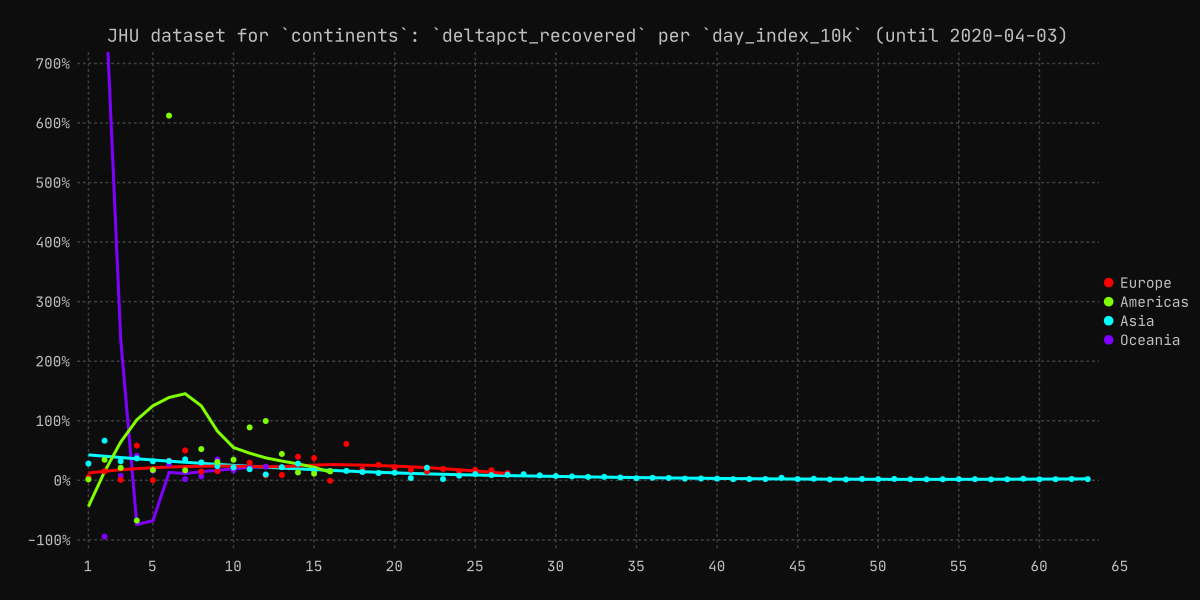 JHU dataset for `continents`: `deltapct_recovered` per `day_index_10k` (until 2020-04-03)
700%
600%
500%
400%
300%
200%
100%
0%
-100%
1 5 10 15 20 25 30 35 40 45 50 55 60 65
Europe
Americas
Asia
Oceania